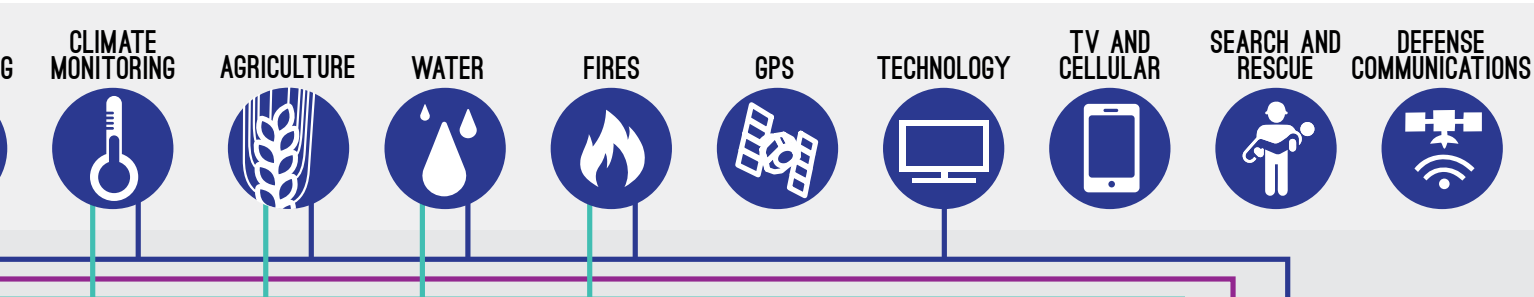 G
CLIMATE
MONITORING
AGRICULTURE
WATER
FIRES
GPS
TECHNOLOGY
TV AND
CELLULAR
SEARCH AND
RESCUE
DEFENSE
COMMUNICATIONS